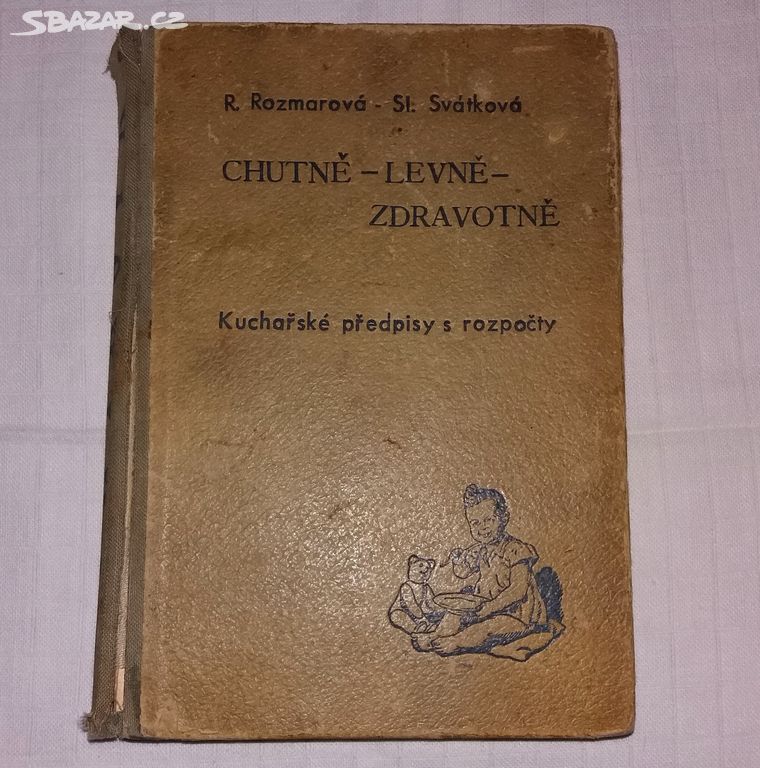 SBAZAR.CZ
R. Rozmarová - Sl. Svátková
CHUTNĚ – LEVNĚ –
ZDRAVOTNĚ
Kuchařské předpisy s rozpočty